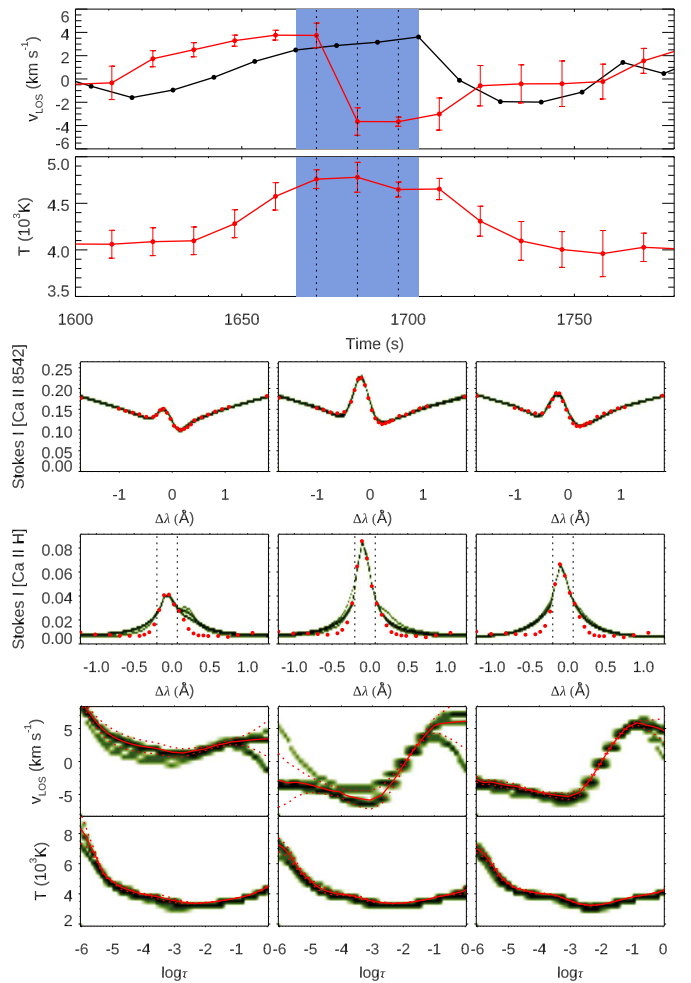 6
4
2
0
-2
-4
-6
v_LOS (km s⁻¹)
5.0
4.5
4.0
3.5
T (10³K)
1600 1650 1700 1750
Time (s)
0.25
0.20
0.15
0.10
0.05
0.00
Stokes I [Ca II 8542]
-1 0 1 -1 0 1 -1 0 1
Δλ (Å) Δλ (Å) Δλ (Å)
0.08
0.06
0.04
0.02
0.00
Stokes I [Ca II H]
-1.0 -0.5 0.0 0.5 1.0 -1.0 -0.5 0.0 0.5 1.0 -1.0 -0.5 0.0 0.5 1.0
Δλ (Å) Δλ (Å) Δλ (Å)
5
0
-5
v_LOS (km s⁻¹)
8
6
4
2
T (10³K)
-6 -5 -4 -3 -2 -1 0 -6 -5 -4 -3 -2 -1 0 -6 -5 -4 -3 -2 -1 0
logτ logτ logτ